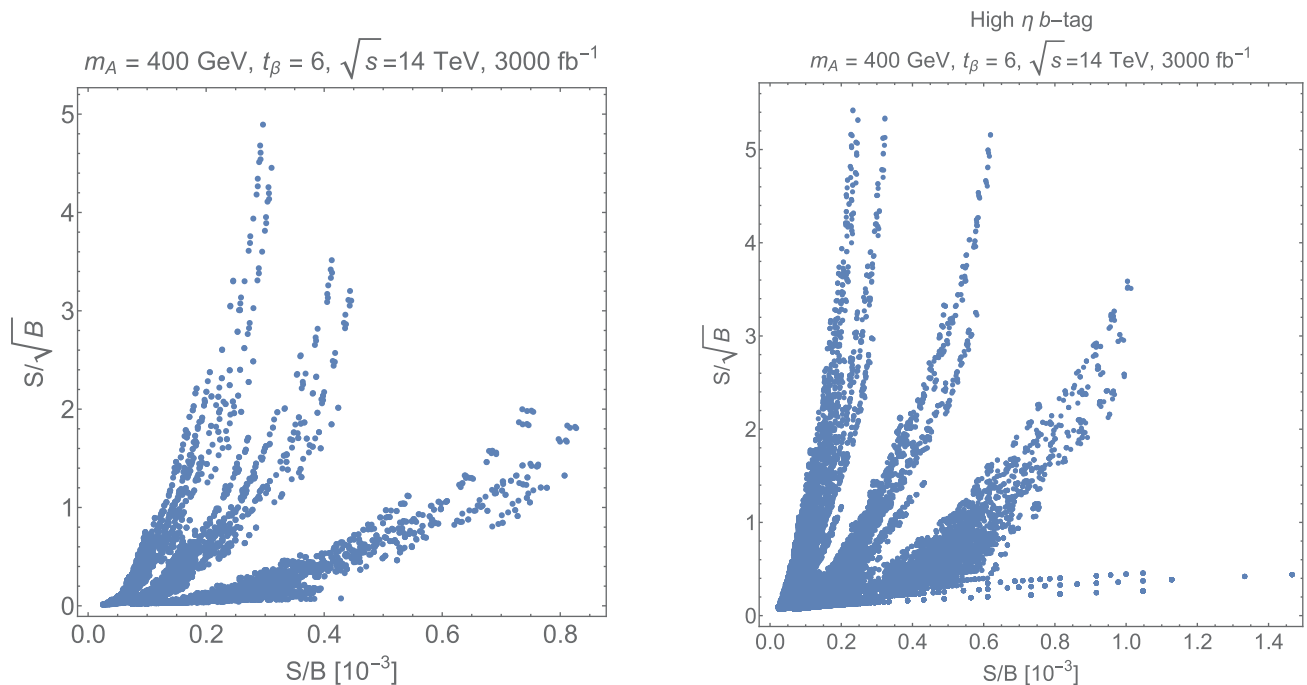 m_A = 400 GeV, t_β = 6, √s =14 TeV, 3000 fb⁻¹
S/√B
5
4
3
2
1
0
0.0 0.2 0.4 0.6 0.8
S/B [10⁻³]
High η b–tag
m_A = 400 GeV, t_β = 6, √s =14 TeV, 3000 fb⁻¹
S/√B
5
4
3
2
1
0
0.0 0.2 0.4 0.6 0.8 1.0 1.2 1.4
S/B [10⁻³]